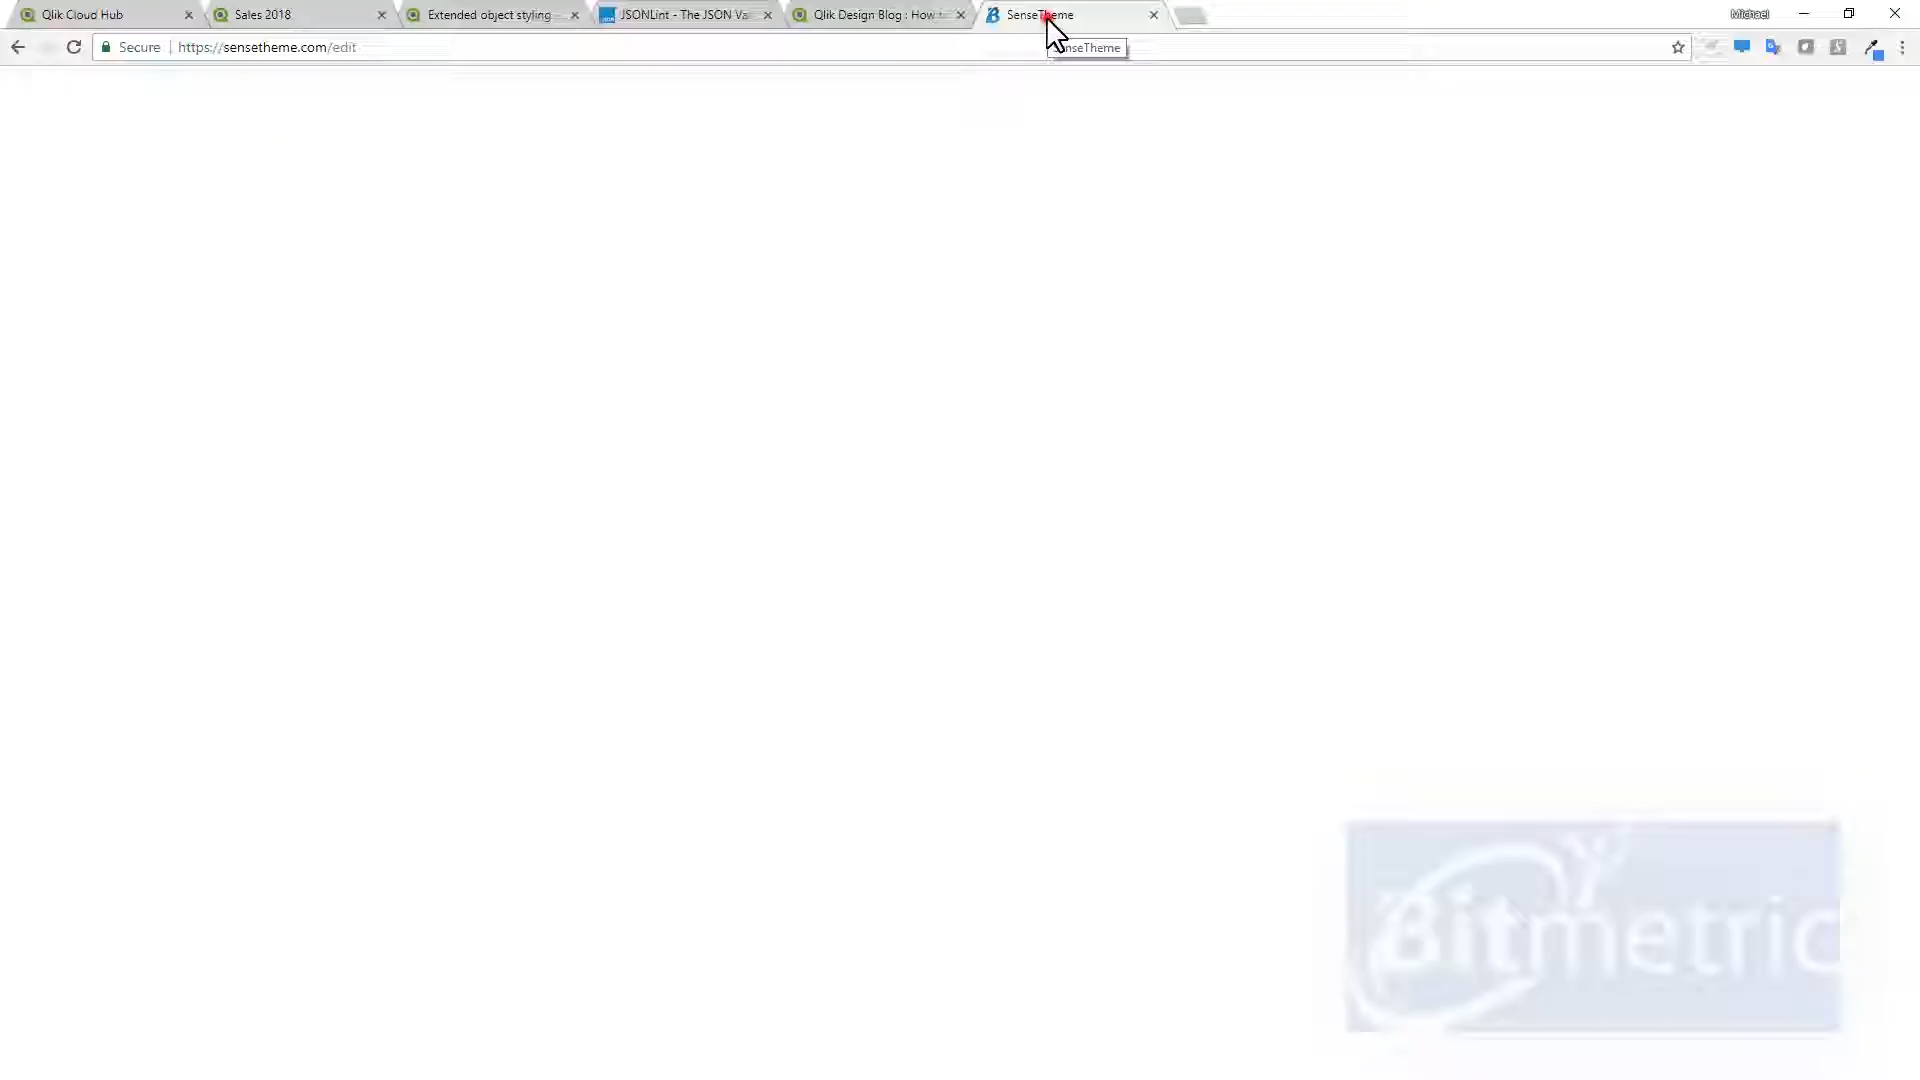 Qlik Cloud Hub
Sales 2018
Extended object styling
JSONLint - The JSON Va
Qlik Design Blog : How t
SenseTheme
Michael
Secure
https://sensetheme.com/edit
Bitmetric